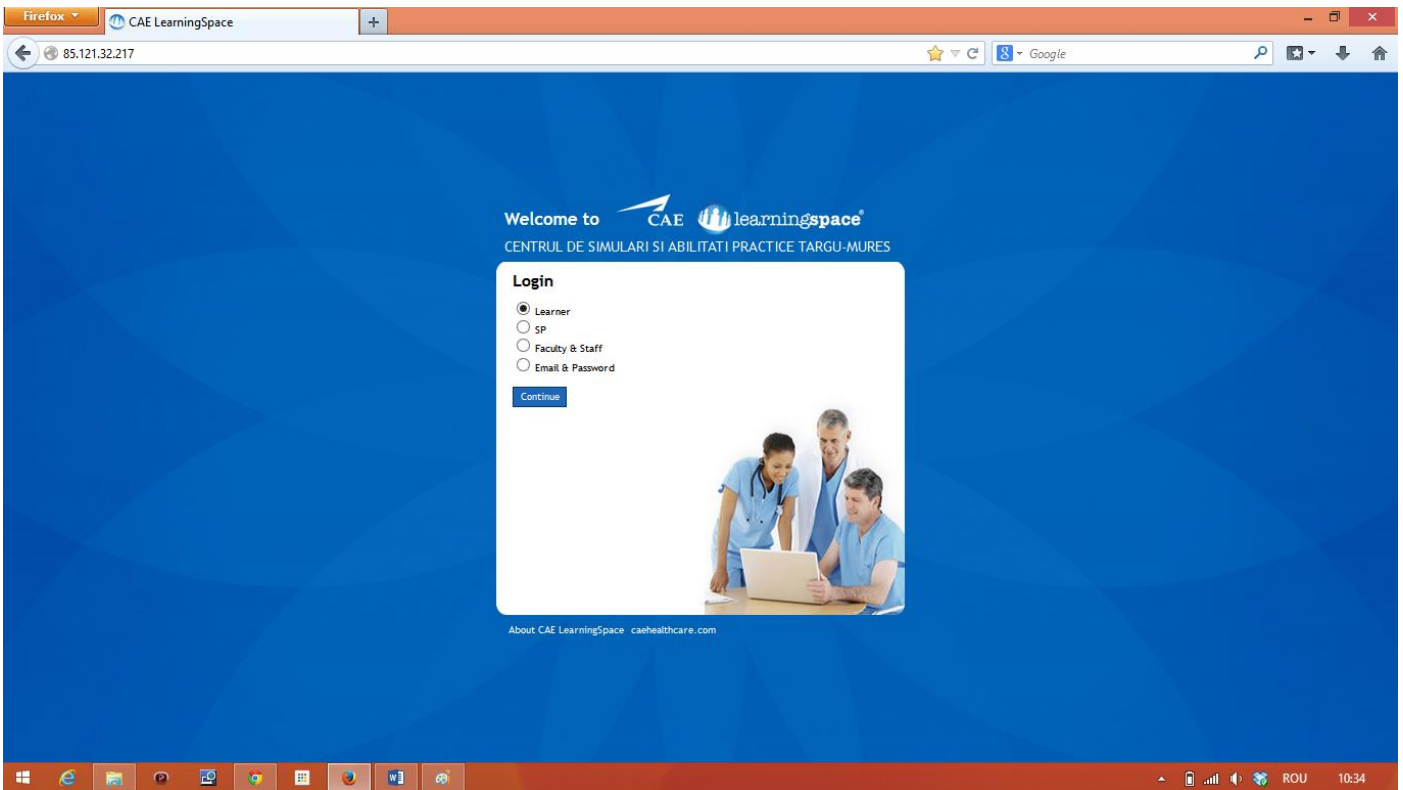 Firefox
CAE LearningSpace
85.121.32.217
Google
Welcome to CAE learningspace®
CENTRUL DE SIMULARI SI ABILITATI PRACTICE TARGU-MURES
Login
Learner
SP
Faculty & Staff
Email & Password
Continue
About CAE LearningSpace caehealthcare.com
ROU 10:34